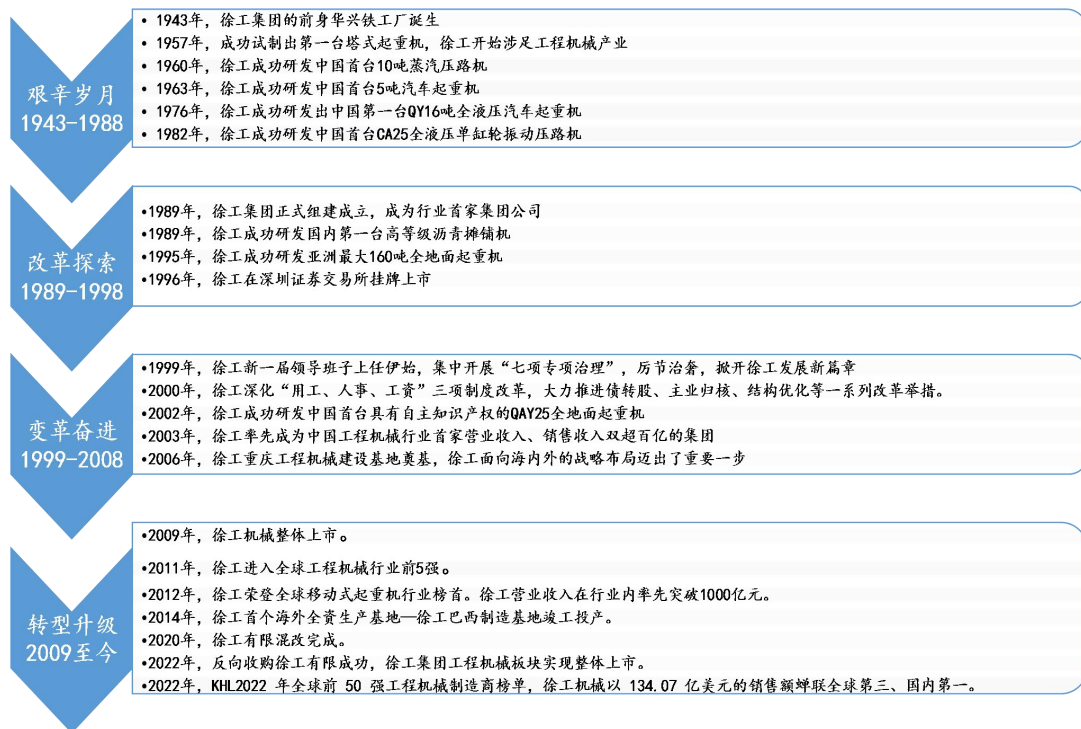 艰辛岁月
1943-1988
• 1943年，徐工集团的前身华兴铁工厂诞生
• 1957年，成功试制出第一台塔式起重机，徐工开始涉足工程机械产业
• 1960年，徐工成功研发中国首台10吨蒸汽压路机
• 1963年，徐工成功研发中国首台5吨汽车起重机
• 1976年，徐工成功研发出中国第一台QY16吨全液压汽车起重机
• 1982年，徐工成功研发中国首台CA25全液压单缸轮振动压路机
改革探索
1989-1998
•1989年，徐工集团正式组建成立，成为行业首家集团公司
•1989年，徐工成功研发国内第一台高等级沥青摊铺机
•1995年，徐工成功研发亚洲最大160吨全地面起重机
•1996年，徐工在深圳证券交易所挂牌上市
变革奋进
1999-2008
•1999年，徐工新一届领导班子上任伊始，集中开展“七项专项治理”，厉节治奢，掀开徐工发展新篇章
•2000年，徐工深化“用工、人事、工资”三项制度改革，大力推进债转股、主业归核、结构优化等一系列改革举措。
•2002年，徐工成功研发中国首台具有自主知识产权的QAY25全地面起重机
•2003年，徐工率先成为中国工程机械行业首家营业收入、销售收入双超百亿的集团
•2006年，徐工重庆工程机械建设基地奠基，徐工面向海内外的战略布局迈出了重要一步
转型升级
2009至今
•2009年，徐工机械整体上市。
•2011年，徐工进入全球工程机械行业前5强。
•2012年，徐工荣登全球移动式起重机行业榜首。徐工营业收入在行业内率先突破1000亿元。
•2014年，徐工首个海外全资生产基地—徐工巴西制造基地竣工投产。
•2020年，徐工有限混改完成。
•2022年，反向收购徐工有限成功，徐工集团工程机械板块实现整体上市。
•2022年，KHL2022 年全球前 50 强工程机械制造商榜单，徐工机械以 134.07 亿美元的销售额蝉联全球第三、国内第一。